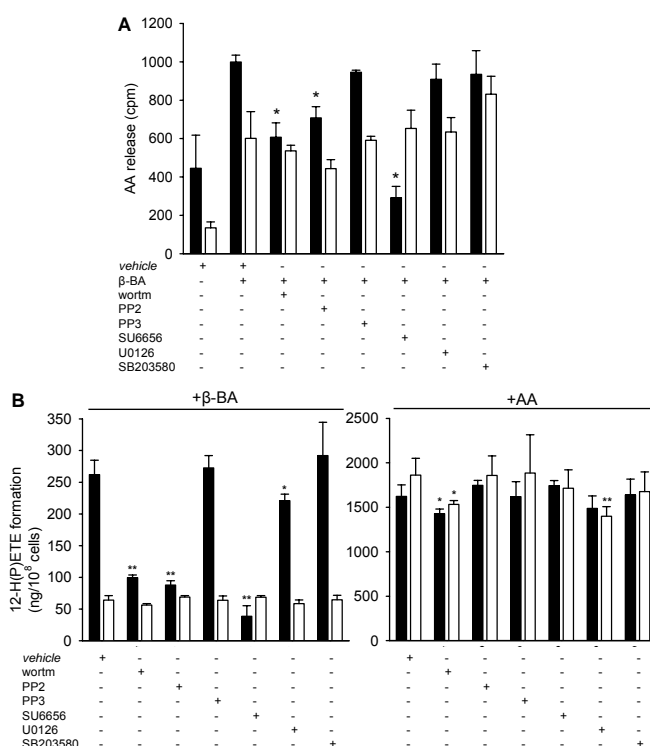 A
AA release (cpm)
1200
1000
800
600
400
200
0
* * *
vehicle + + - - - - - -
β-BA - + + + + + + +
wortm - - + - - - - -
PP2 - - - + - - - -
PP3 - - - - + - - -
SU6656 - - - - - + - -
U0126 - - - - - - + -
SB203580 - - - - - - - +
B
+β-BA +AA
12-H(P)ETE formation
(ng/10⁸ cells)
350 2500
300
250 2000
200 1500
150
100 1000
50 500
0 0
** ** ** * * * **
vehicle + - - - - - - + - - - - - -
wortm - + - - - - - - + - - - - -
PP2 - - + - - - - - - + - - - -
PP3 - - - + - - - - - - + - - -
SU6656 - - - - + - - - - - - + - -
U0126 - - - - - + - - - - - - + -
SB203580 - - - - - - + - - - - - - +